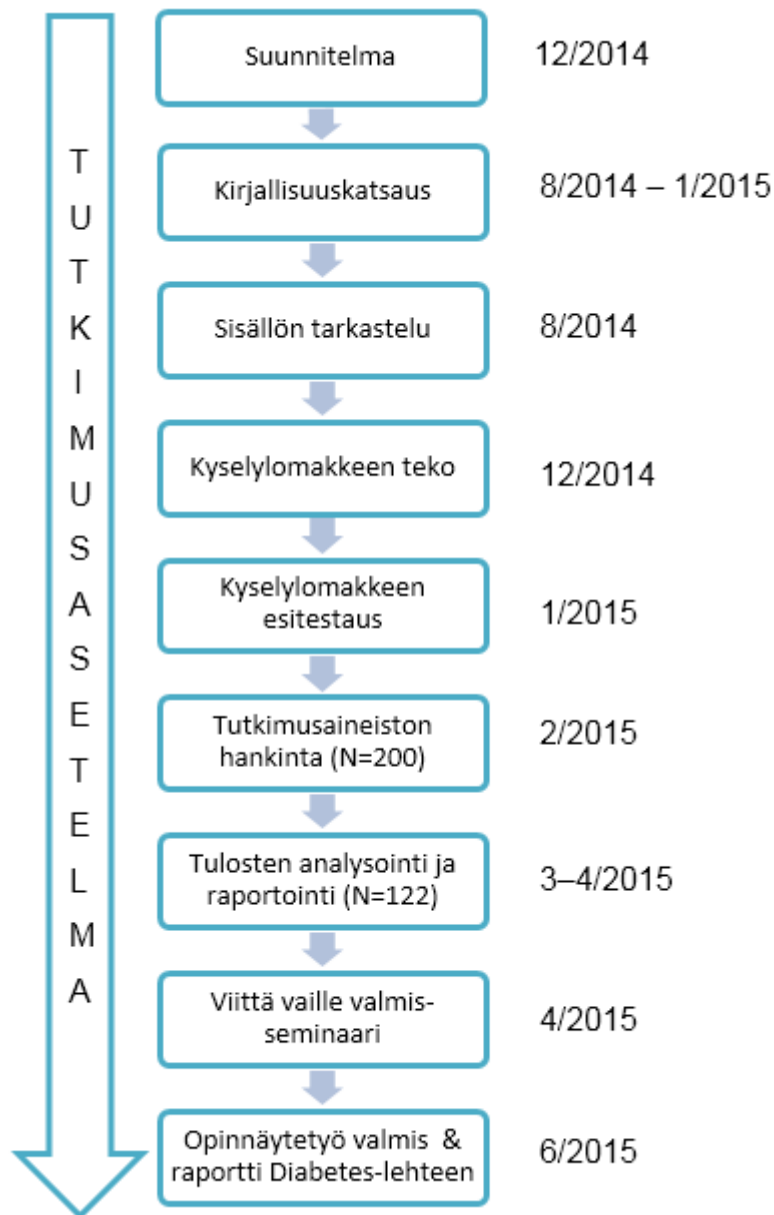 TUTKIMUSASETELMA
Suunnitelma
12/2014
Kirjallisuuskatsaus
8/2014 – 1/2015
Sisällön tarkastelu
8/2014
Kyselylomakkeen teko
12/2014
Kyselylomakkeen
esitestaus
1/2015
Tutkimusaineiston
hankinta (N=200)
2/2015
Tulosten analysointi ja
raportointi (N=122)
3–4/2015
Viittä vaille valmis-
seminaari
4/2015
Opinnäytetyö valmis &
raportti Diabetes-lehteen
6/2015